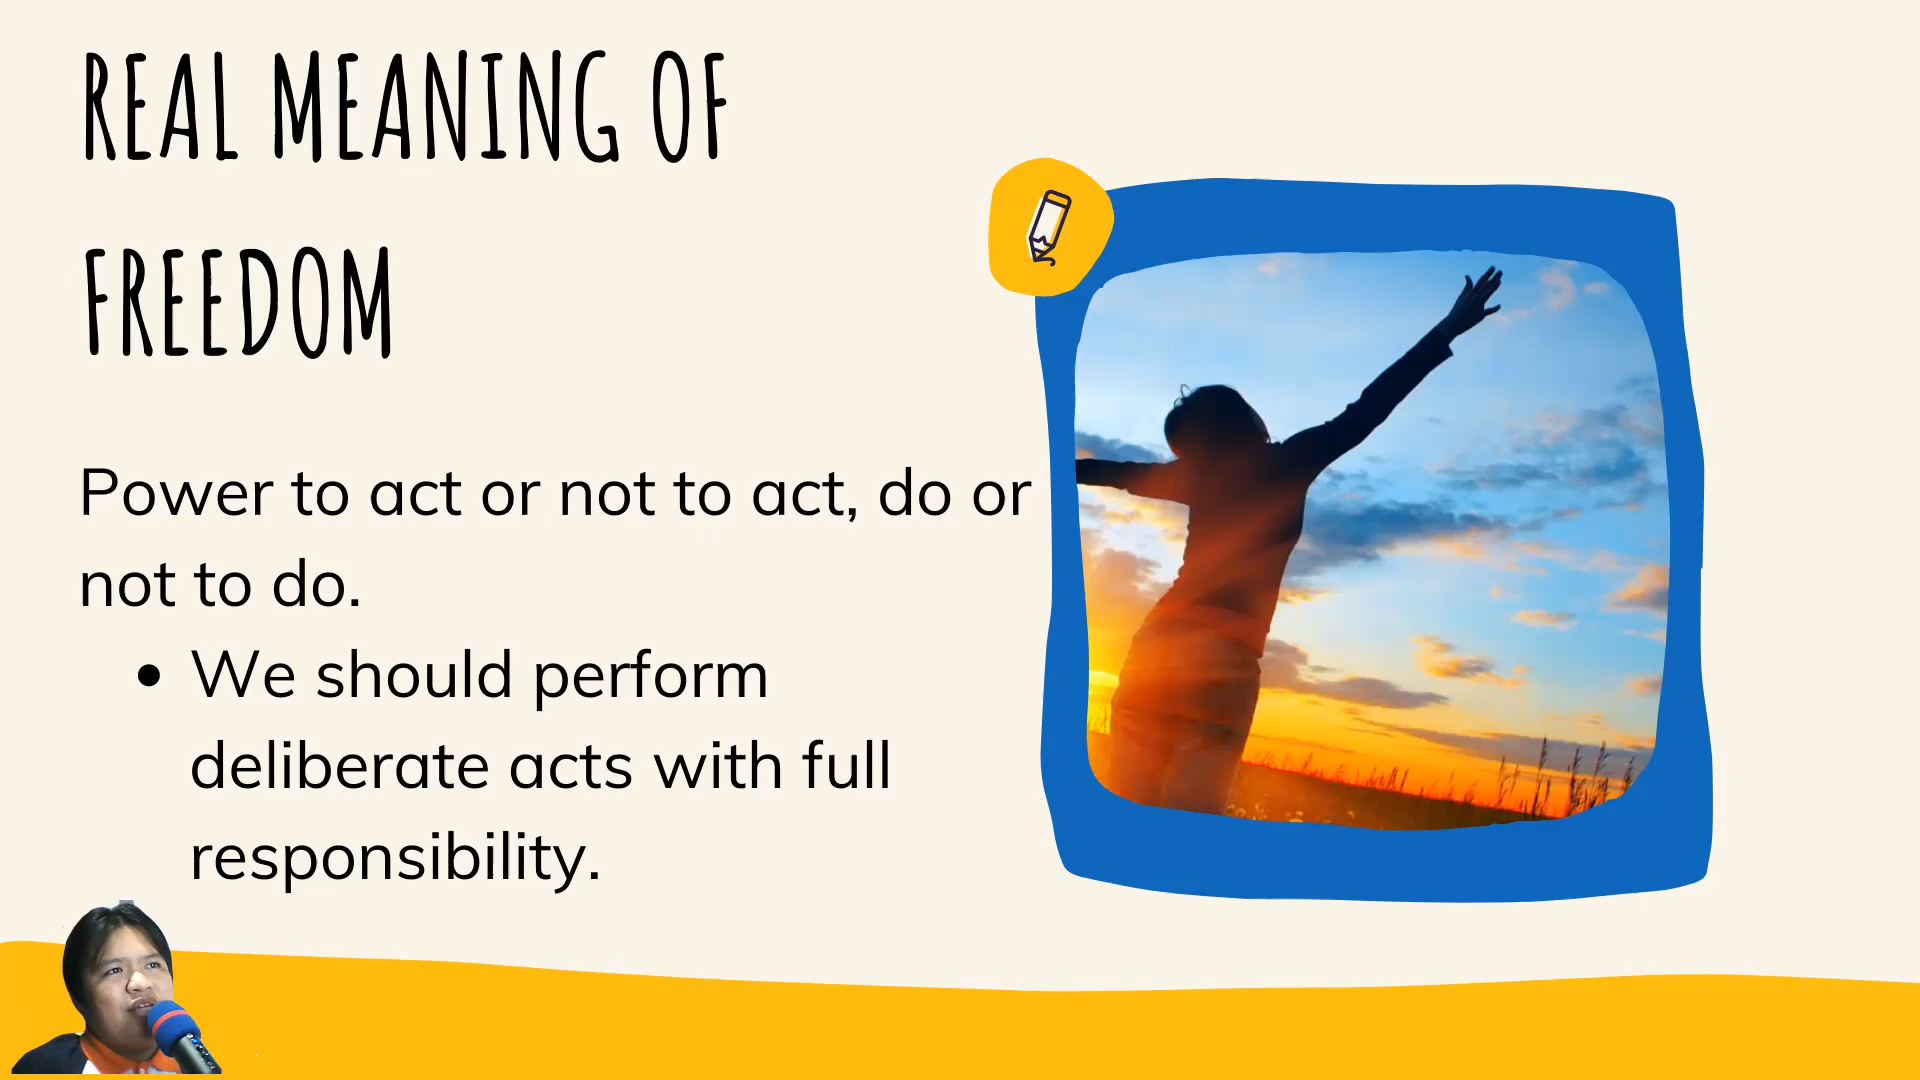 REAL MEANING OF
FREEDOM
Power to act or not to act, do or
not to do.
• We should perform
deliberate acts with full
responsibility.